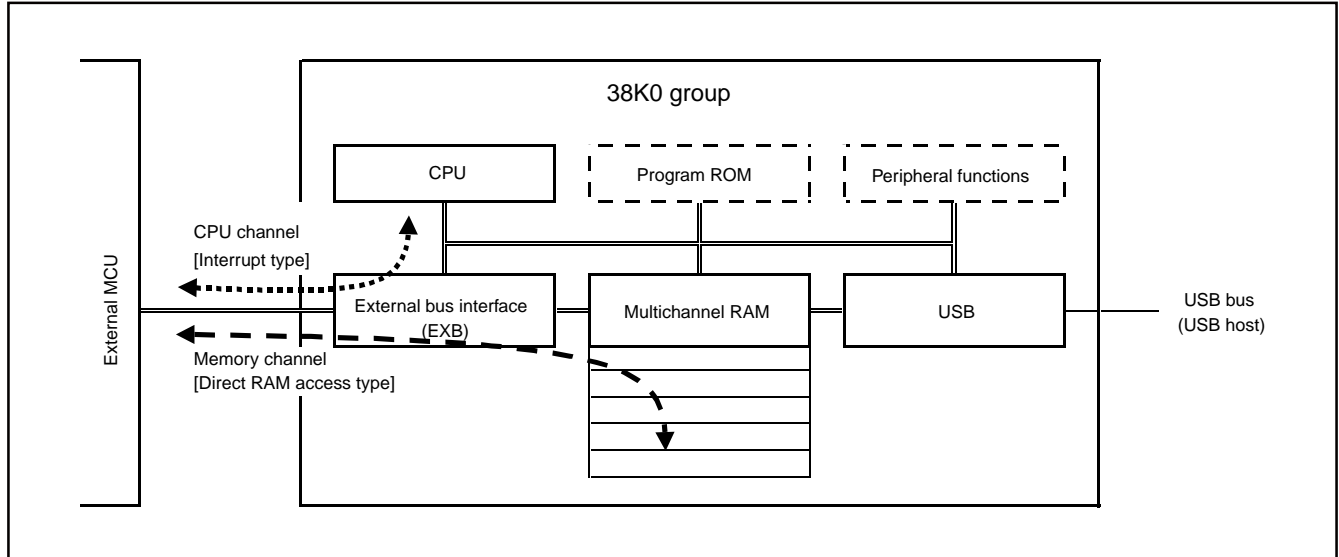 38K0 group
CPU
Program ROM
Peripheral functions
CPU channel
[Interrupt type]
External MCU
External bus interface
(EXB)
Multichannel RAM
USB
USB bus
(USB host)
Memory channel
[Direct RAM access type]